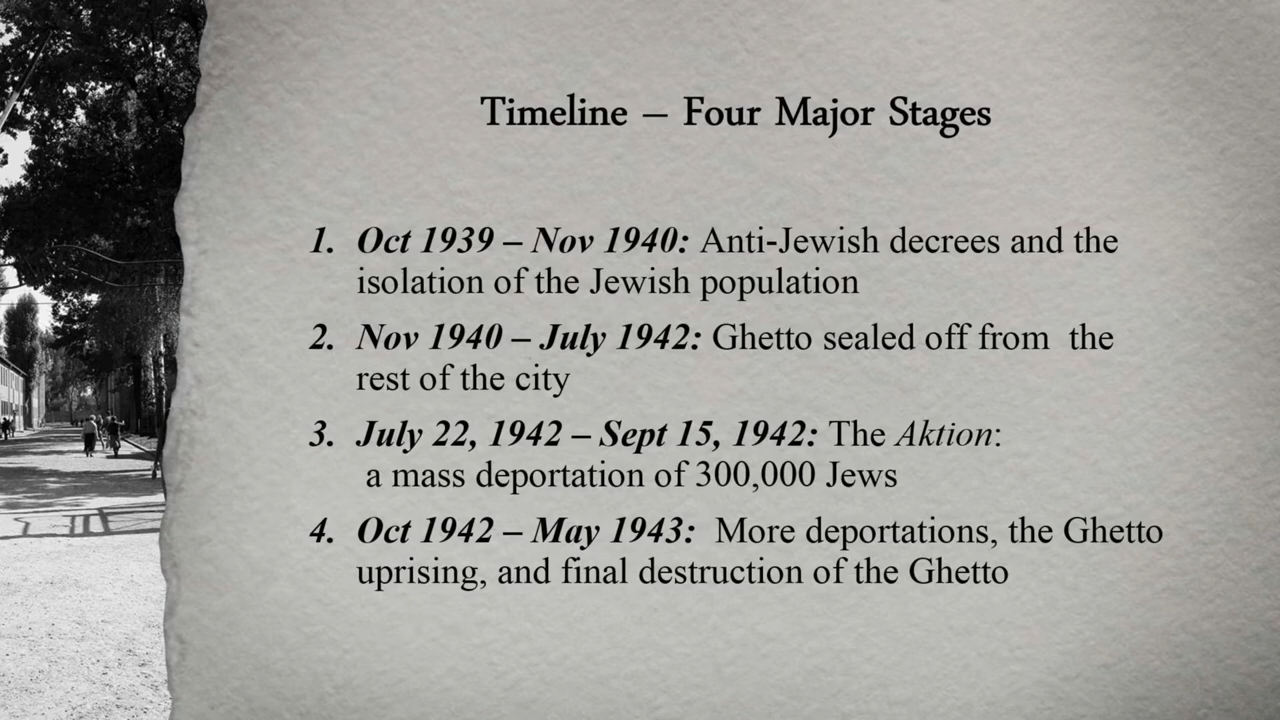 Timeline – Four Major Stages
1. Oct 1939 – Nov 1940: Anti-Jewish decrees and the
isolation of the Jewish population
2. Nov 1940 – July 1942: Ghetto sealed off from  the
rest of the city
3. July 22, 1942 – Sept 15, 1942: The Aktion:
a mass deportation of 300,000 Jews
4. Oct 1942 – May 1943:  More deportations, the Ghetto
uprising, and final destruction of the Ghetto